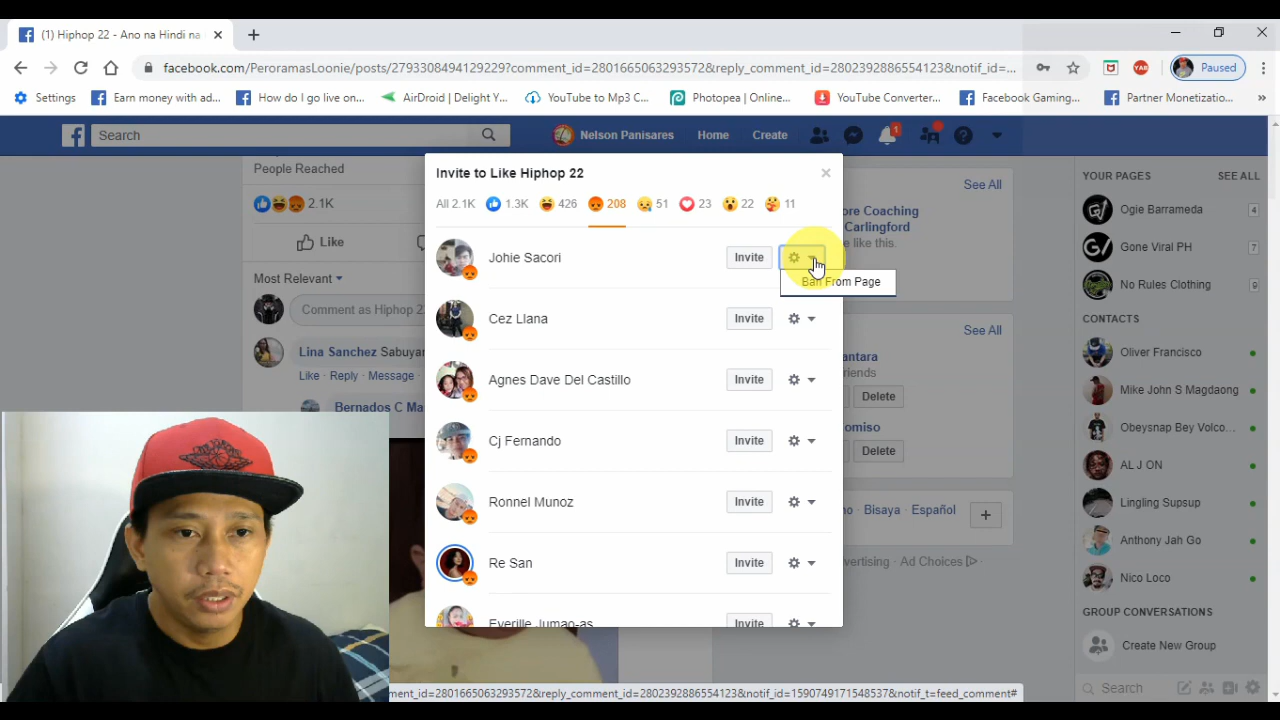 (1) Hiphop 22 - Ano na Hindi na
facebook.com/PeroramasLoonie/posts/2793308494129229?comment_id=2801665063293572&reply_comment_id=2802392886554123&notif_id=...
Paused
Settings
Earn money with ad...
How do I go live on...
AirDroid | Delight Y...
YouTube to Mp3 C...
Photopea | Online...
YouTube Converter...
Facebook Gaming...
Partner Monetizatio...
Search
Nelson Panisares
Home
Create
1
People Reached
2.1K
Like
Most Relevant
Comment as Hiphop 2
Lina Sanchez Sabuyar
Like · Reply · Message ·
Bernados C Ma
Invite to Like Hiphop 22
All 2.1K 1.3K 426 208 51 23 22 11
Johie Sacori
Invite
Ban From Page
Cez Llana
Invite
Agnes Dave Del Castillo
Invite
Cj Fernando
Invite
Ronnel Munoz
Invite
Re San
Invite
Everille Jumao-as
Invite
See All
ore Coaching
Carlingford
e like this.
See All
antara
riends
Delete
omiso
Delete
no · Bisaya · Español
vertising · Ad Choices
YOUR PAGES
SEE ALL
Ogie Barrameda
4
Gone Viral PH
7
No Rules Clothing
9
CONTACTS
Oliver Francisco
Mike John S Magdaong
Obeysnap Bey Volco...
AL J ON
Lingling Supsup
Anthony Jah Go
Nico Loco
GROUP CONVERSATIONS
Create New Group
Search
ment_id=2801665063293572&reply_comment_id=2802392886554123&notif_id=1590749171548537&notif_t=feed_comment#